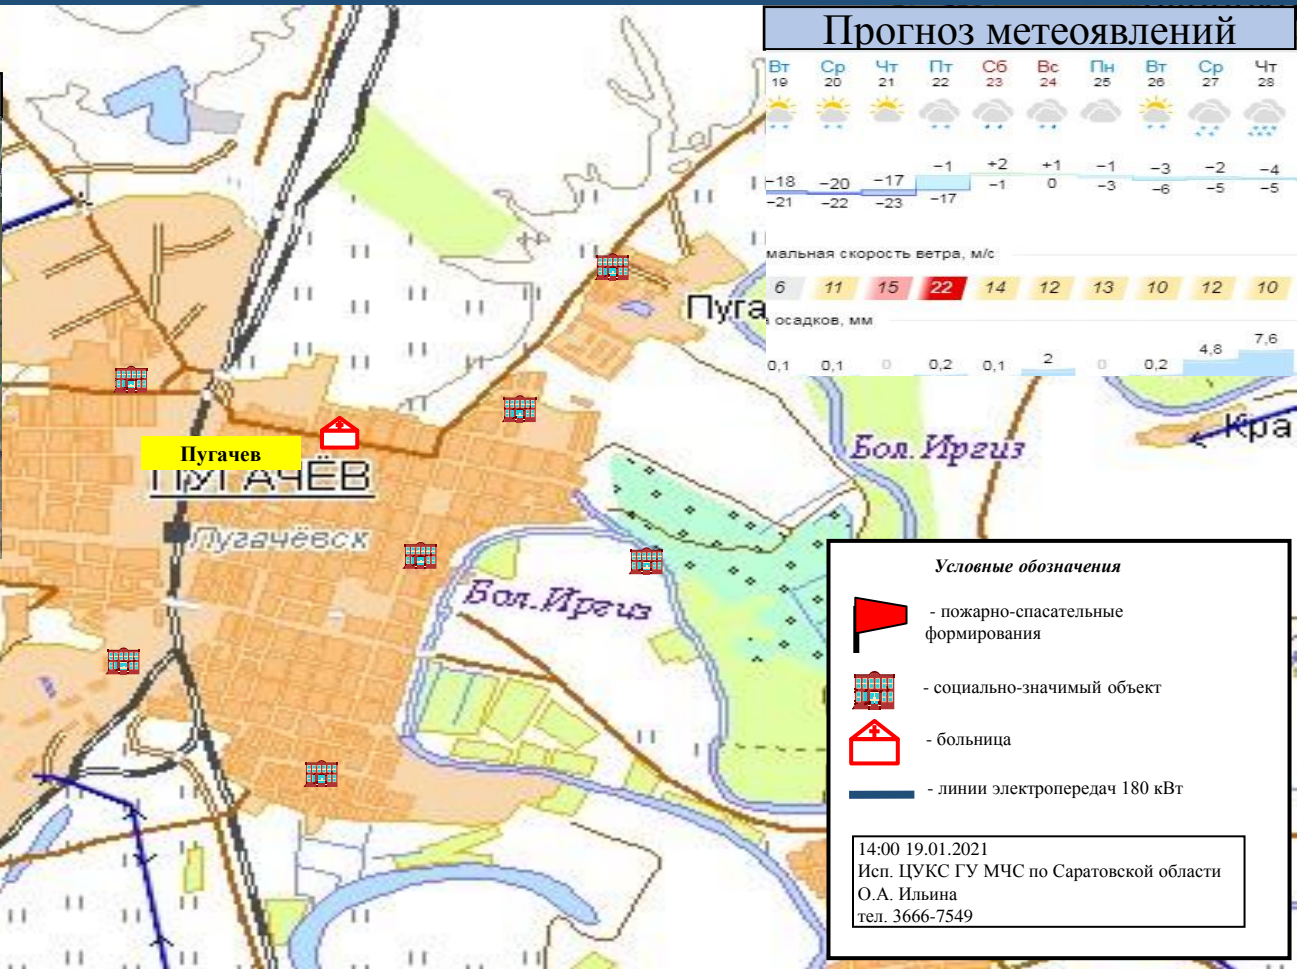 Прогноз метеоявлений
Вт Ср Чт Пт Сб Вс Пн Вт Ср Чт
19 20 21 22 23 24 25 26 27 28
−18 −20 −17 −1 +2 +1 −1 −3 −2 −4
−21 −22 −23 −17 −1 0 −3 −6 −5 −5
мальная скорость ветра, м/с
6 11 15 22 14 12 13 10 12 10
осадков, мм
0,1 0,1 0 0,2 0,1 2 0 0,2 4,8 7,6
Пуга
Кра
Бол. Иргиз
Пугачев
ПУГАЧЁВ
Пугачёвск
Бол. Иргиз
Условные обозначения
- пожарно-спасательные
формирования
- социально-значимый объект
- больница
- линии электропередач 180 кВт
14:00 19.01.2021
Исп. ЦУКС ГУ МЧС по Саратовской области
О.А. Ильина
тел. 3666-7549